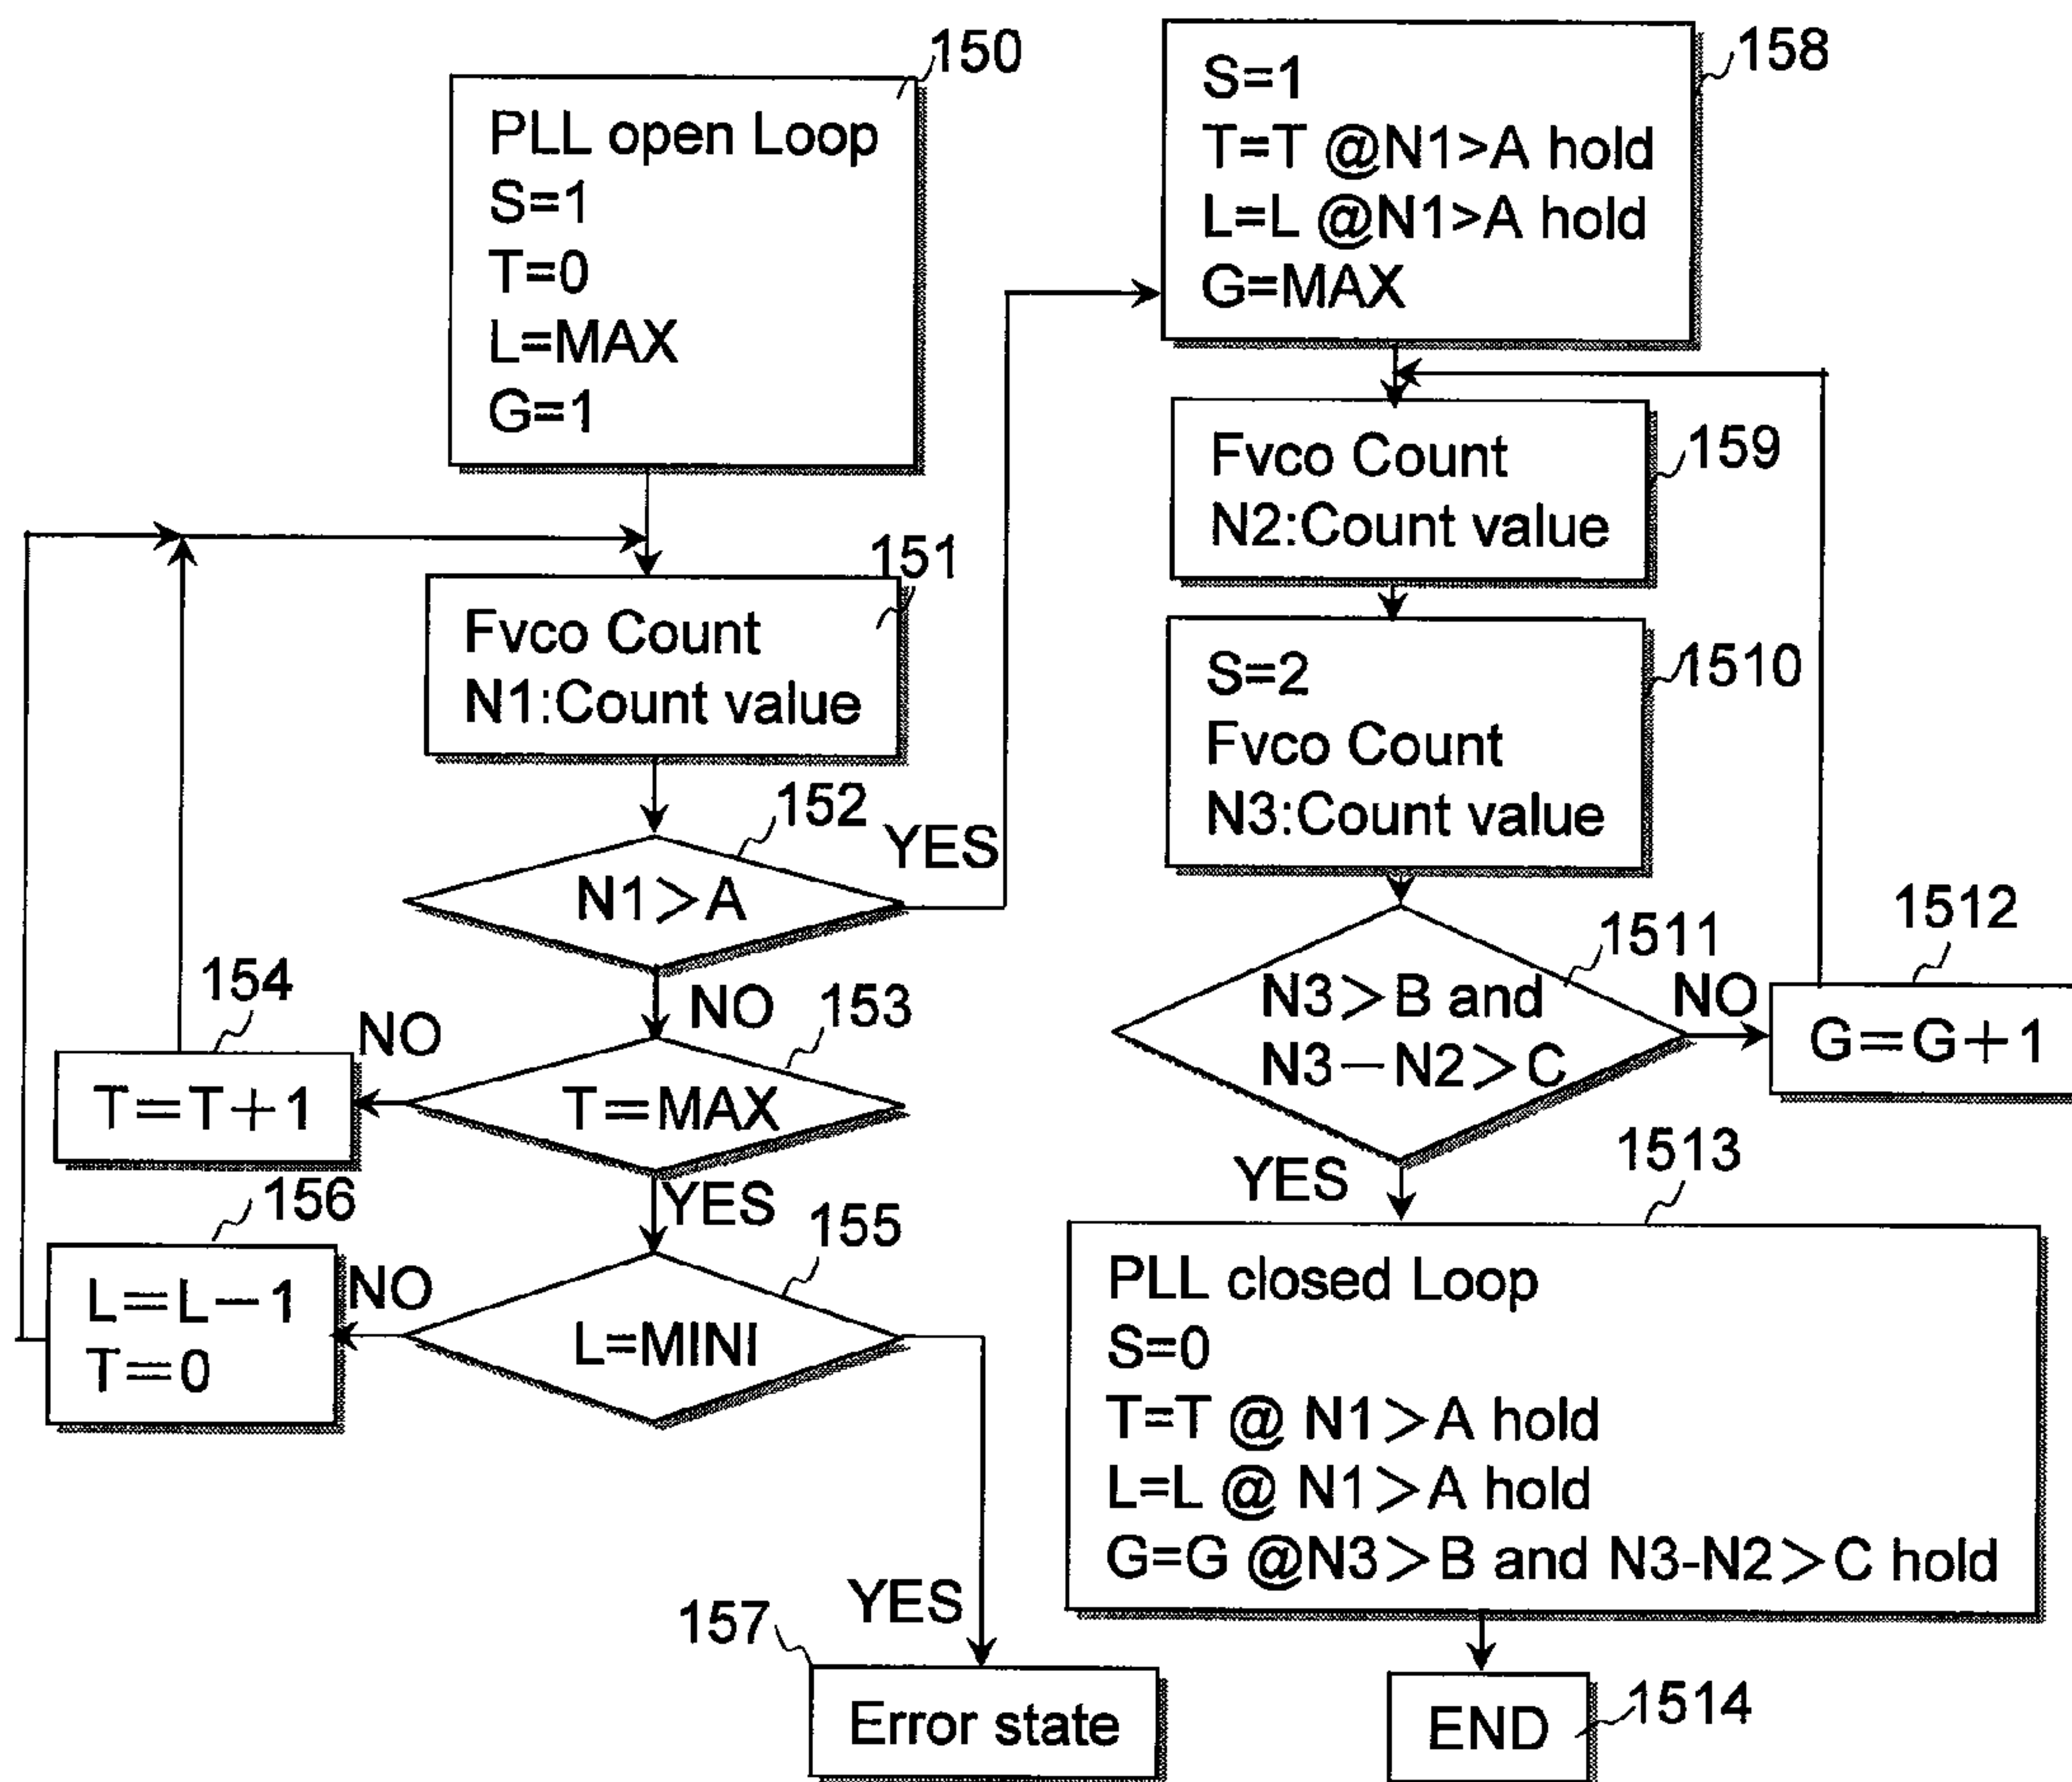 150
PLL open Loop
S=1
T=0
L=MAX
G=1
151
Fvco Count
N1:Count value
152
N1>A
YES
NO
153
T=MAX
NO
154
T=T+1
YES
155
L=MINI
NO
156
L=L-1
T=0
YES
157
Error state
158
S=1
T=T @N1>A hold
L=L @N1>A hold
G=MAX
159
Fvco Count
N2:Count value
1510
S=2
Fvco Count
N3:Count value
1511
N3>B and
N3-N2>C
NO
1512
G=G+1
YES
1513
PLL closed Loop
S=0
T=T @ N1>A hold
L=L @ N1>A hold
G=G @N3>B and N3-N2>C hold
END
1514